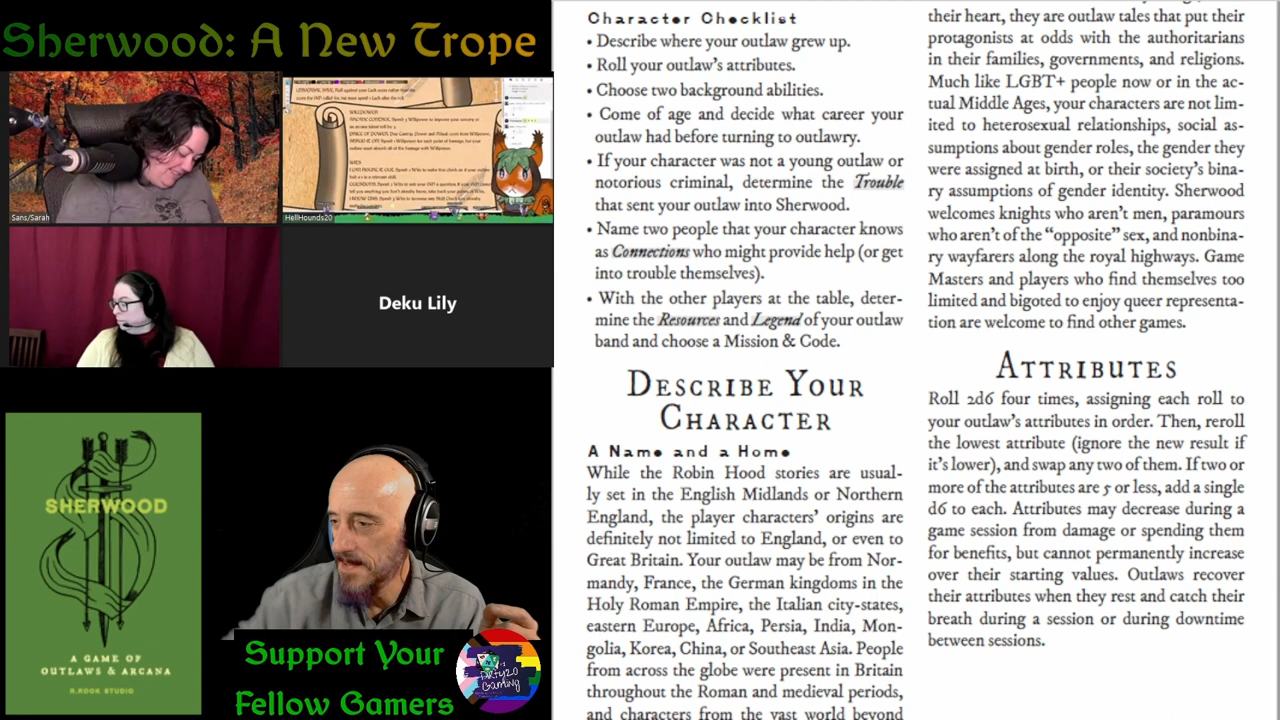 Sherwood: A New Trope
Sans/Sarah
HellHounds20
WILLPOWER
WITS
Deku Lily
SHERWOOD
A GAME OF
OUTLAWS & ARCANA
R.ROOK STUDIO
Support Your
Fellow Gamers
Dirty20
Gaming
Character Checklist
• Describe where your outlaw grew up.
• Roll your outlaw's attributes.
• Choose two background abilities.
• Come of age and decide what career your
outlaw had before turning to outlawry.
• If your character was not a young outlaw or
notorious criminal, determine the Trouble
that sent your outlaw into Sherwood.
• Name two people that your character knows
as Connections who might provide help (or get
into trouble themselves).
• With the other players at the table, deter-
mine the Resources and Legend of your outlaw
band and choose a Mission & Code.
Describe Your
Character
A Name and a Home
While the Robin Hood stories are usual-
ly set in the English Midlands or Northern
England, the player characters' origins are
definitely not limited to England, or even to
Great Britain. Your outlaw may be from Nor-
mandy, France, the German kingdoms in the
Holy Roman Empire, the Italian city-states,
eastern Europe, Africa, Persia, India, Mon-
golia, Korea, China, or Southeast Asia. People
from across the globe were present in Britain
throughout the Roman and medieval periods,
and characters from the vast world beyond
their heart, they are outlaw tales that put their
protagonists at odds with the authoritarians
in their families, governments, and religions.
Much like LGBT+ people now or in the ac-
tual Middle Ages, your characters are not lim-
ited to heterosexual relationships, social as-
sumptions about gender roles, the gender they
were assigned at birth, or their society's bina-
ry assumptions of gender identity. Sherwood
welcomes knights who aren't men, paramours
who aren't of the "opposite" sex, and nonbina-
ry wayfarers along the royal highways. Game
Masters and players who find themselves too
limited and bigoted to enjoy queer representa-
tion are welcome to find other games.
Attributes
Roll 2d6 four times, assigning each roll to
your outlaw's attributes in order. Then, reroll
the lowest attribute (ignore the new result if
it's lower), and swap any two of them. If two or
more of the attributes are 5 or less, add a single
d6 to each. Attributes may decrease during a
game session from damage or spending them
for benefits, but cannot permanently increase
over their starting values. Outlaws recover
their attributes when they rest and catch their
breath during a session or during downtime
between sessions.